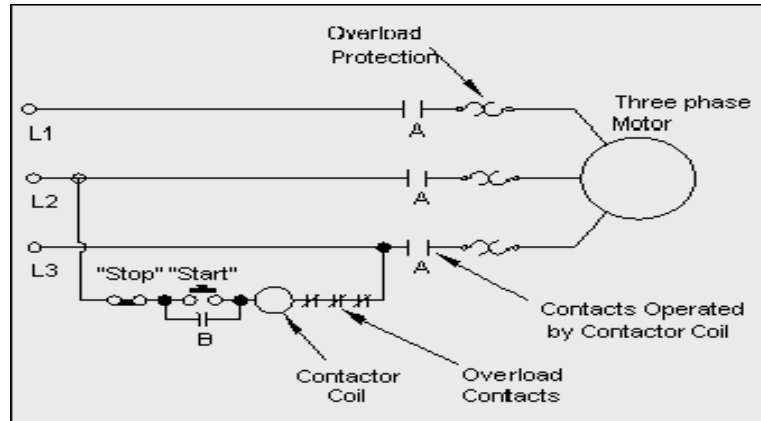 Overload
Protection
Three phase
Motor
L1
A
L2
A
L3
A
"Stop" "Start"
B
Contacts Operated
by Contactor Coil
Contactor
Coil
Overload
Contacts